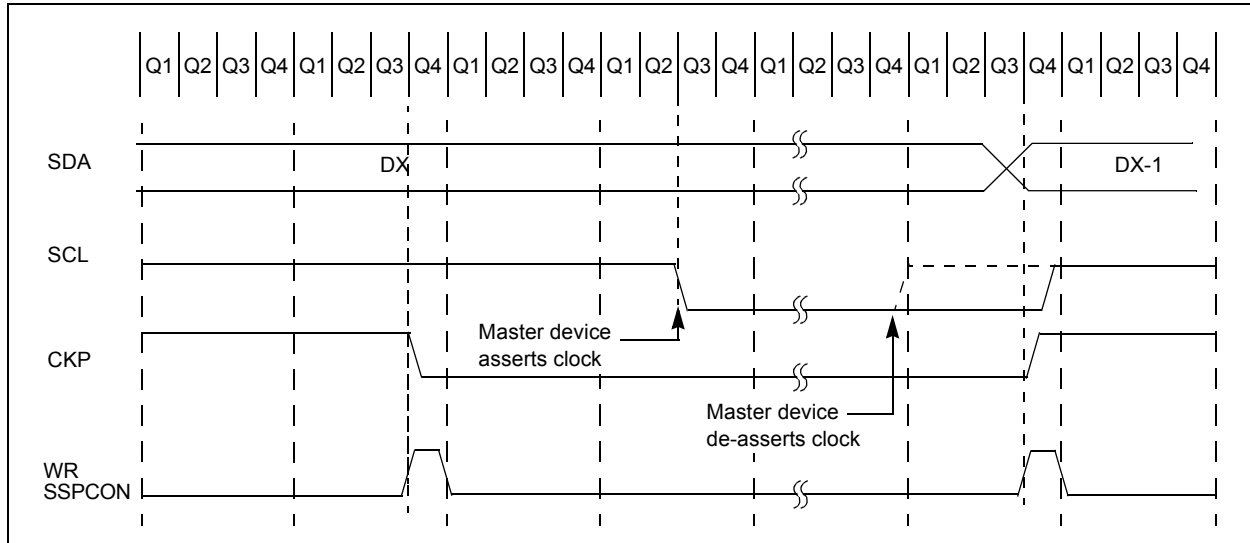 Q1 Q2 Q3 Q4 Q1 Q2 Q3 Q4 Q1 Q2 Q3 Q4 Q1 Q2 Q3 Q4 Q1 Q2 Q3 Q4 Q1 Q2 Q3 Q4 Q1 Q2 Q3 Q4
SDA
DX
DX-1
SCL
Master device
asserts clock
CKP
Master device
de-asserts clock
WR
SSPCON